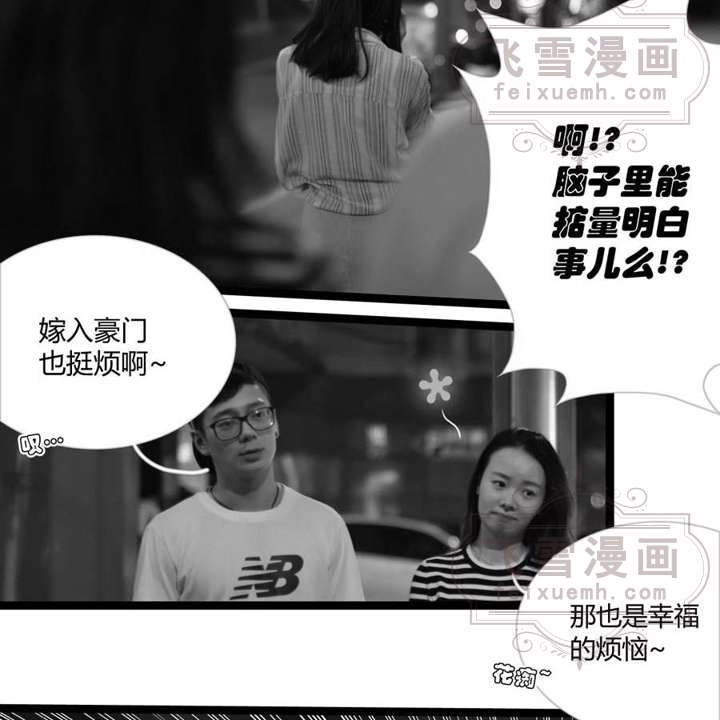 飞雪漫画
feixuemh.com
啊!?
脑子里能
掂量明白
事儿么!?
嫁入豪门
也挺烦啊~
哎…
NB
飞雪漫画
feixuemh.com
那也是幸福
的烦恼~
花痴~